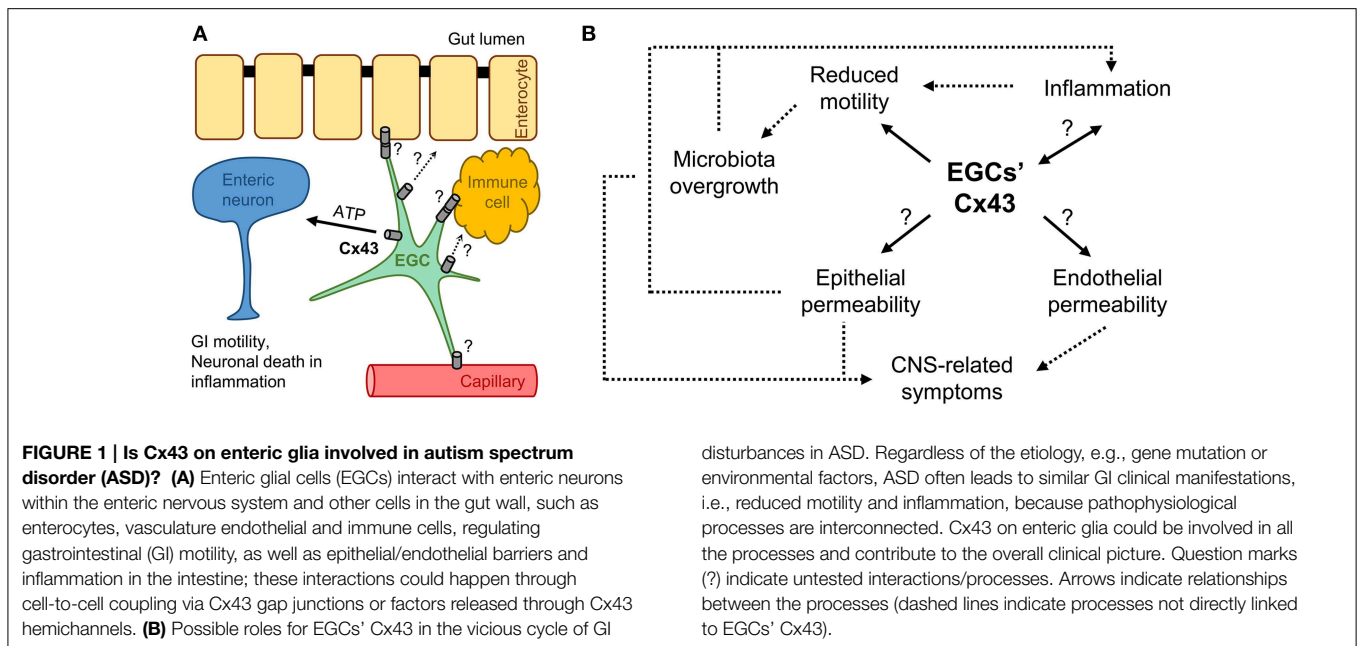 A
Gut lumen
Enterocyte
?
?
Enteric
neuron
Immune
cell
?
ATP
Cx43
EGC
?
?
GI motility,
Neuronal death in
inflammation
Capillary
B
Reduced
motility
Inflammation
?
Microbiota
overgrowth
EGCs’
Cx43
?
?
Epithelial
permeability
Endothelial
permeability
CNS-related
symptoms
FIGURE 1 | Is Cx43 on enteric glia involved in autism spectrum
disorder (ASD)? (A) Enteric glial cells (EGCs) interact with enteric neurons
within the enteric nervous system and other cells in the gut wall, such as
enterocytes, vasculature endothelial and immune cells, regulating
gastrointestinal (GI) motility, as well as epithelial/endothelial barriers and
inflammation in the intestine; these interactions could happen through
cell-to-cell coupling via Cx43 gap junctions or factors released through Cx43
hemichannels. (B) Possible roles for EGCs’ Cx43 in the vicious cycle of GI
disturbances in ASD. Regardless of the etiology, e.g., gene mutation or
environmental factors, ASD often leads to similar GI clinical manifestations,
i.e., reduced motility and inflammation, because pathophysiological
processes are interconnected. Cx43 on enteric glia could be involved in all
the processes and contribute to the overall clinical picture. Question marks
(?) indicate untested interactions/processes. Arrows indicate relationships
between the processes (dashed lines indicate processes not directly linked
to EGCs’ Cx43).